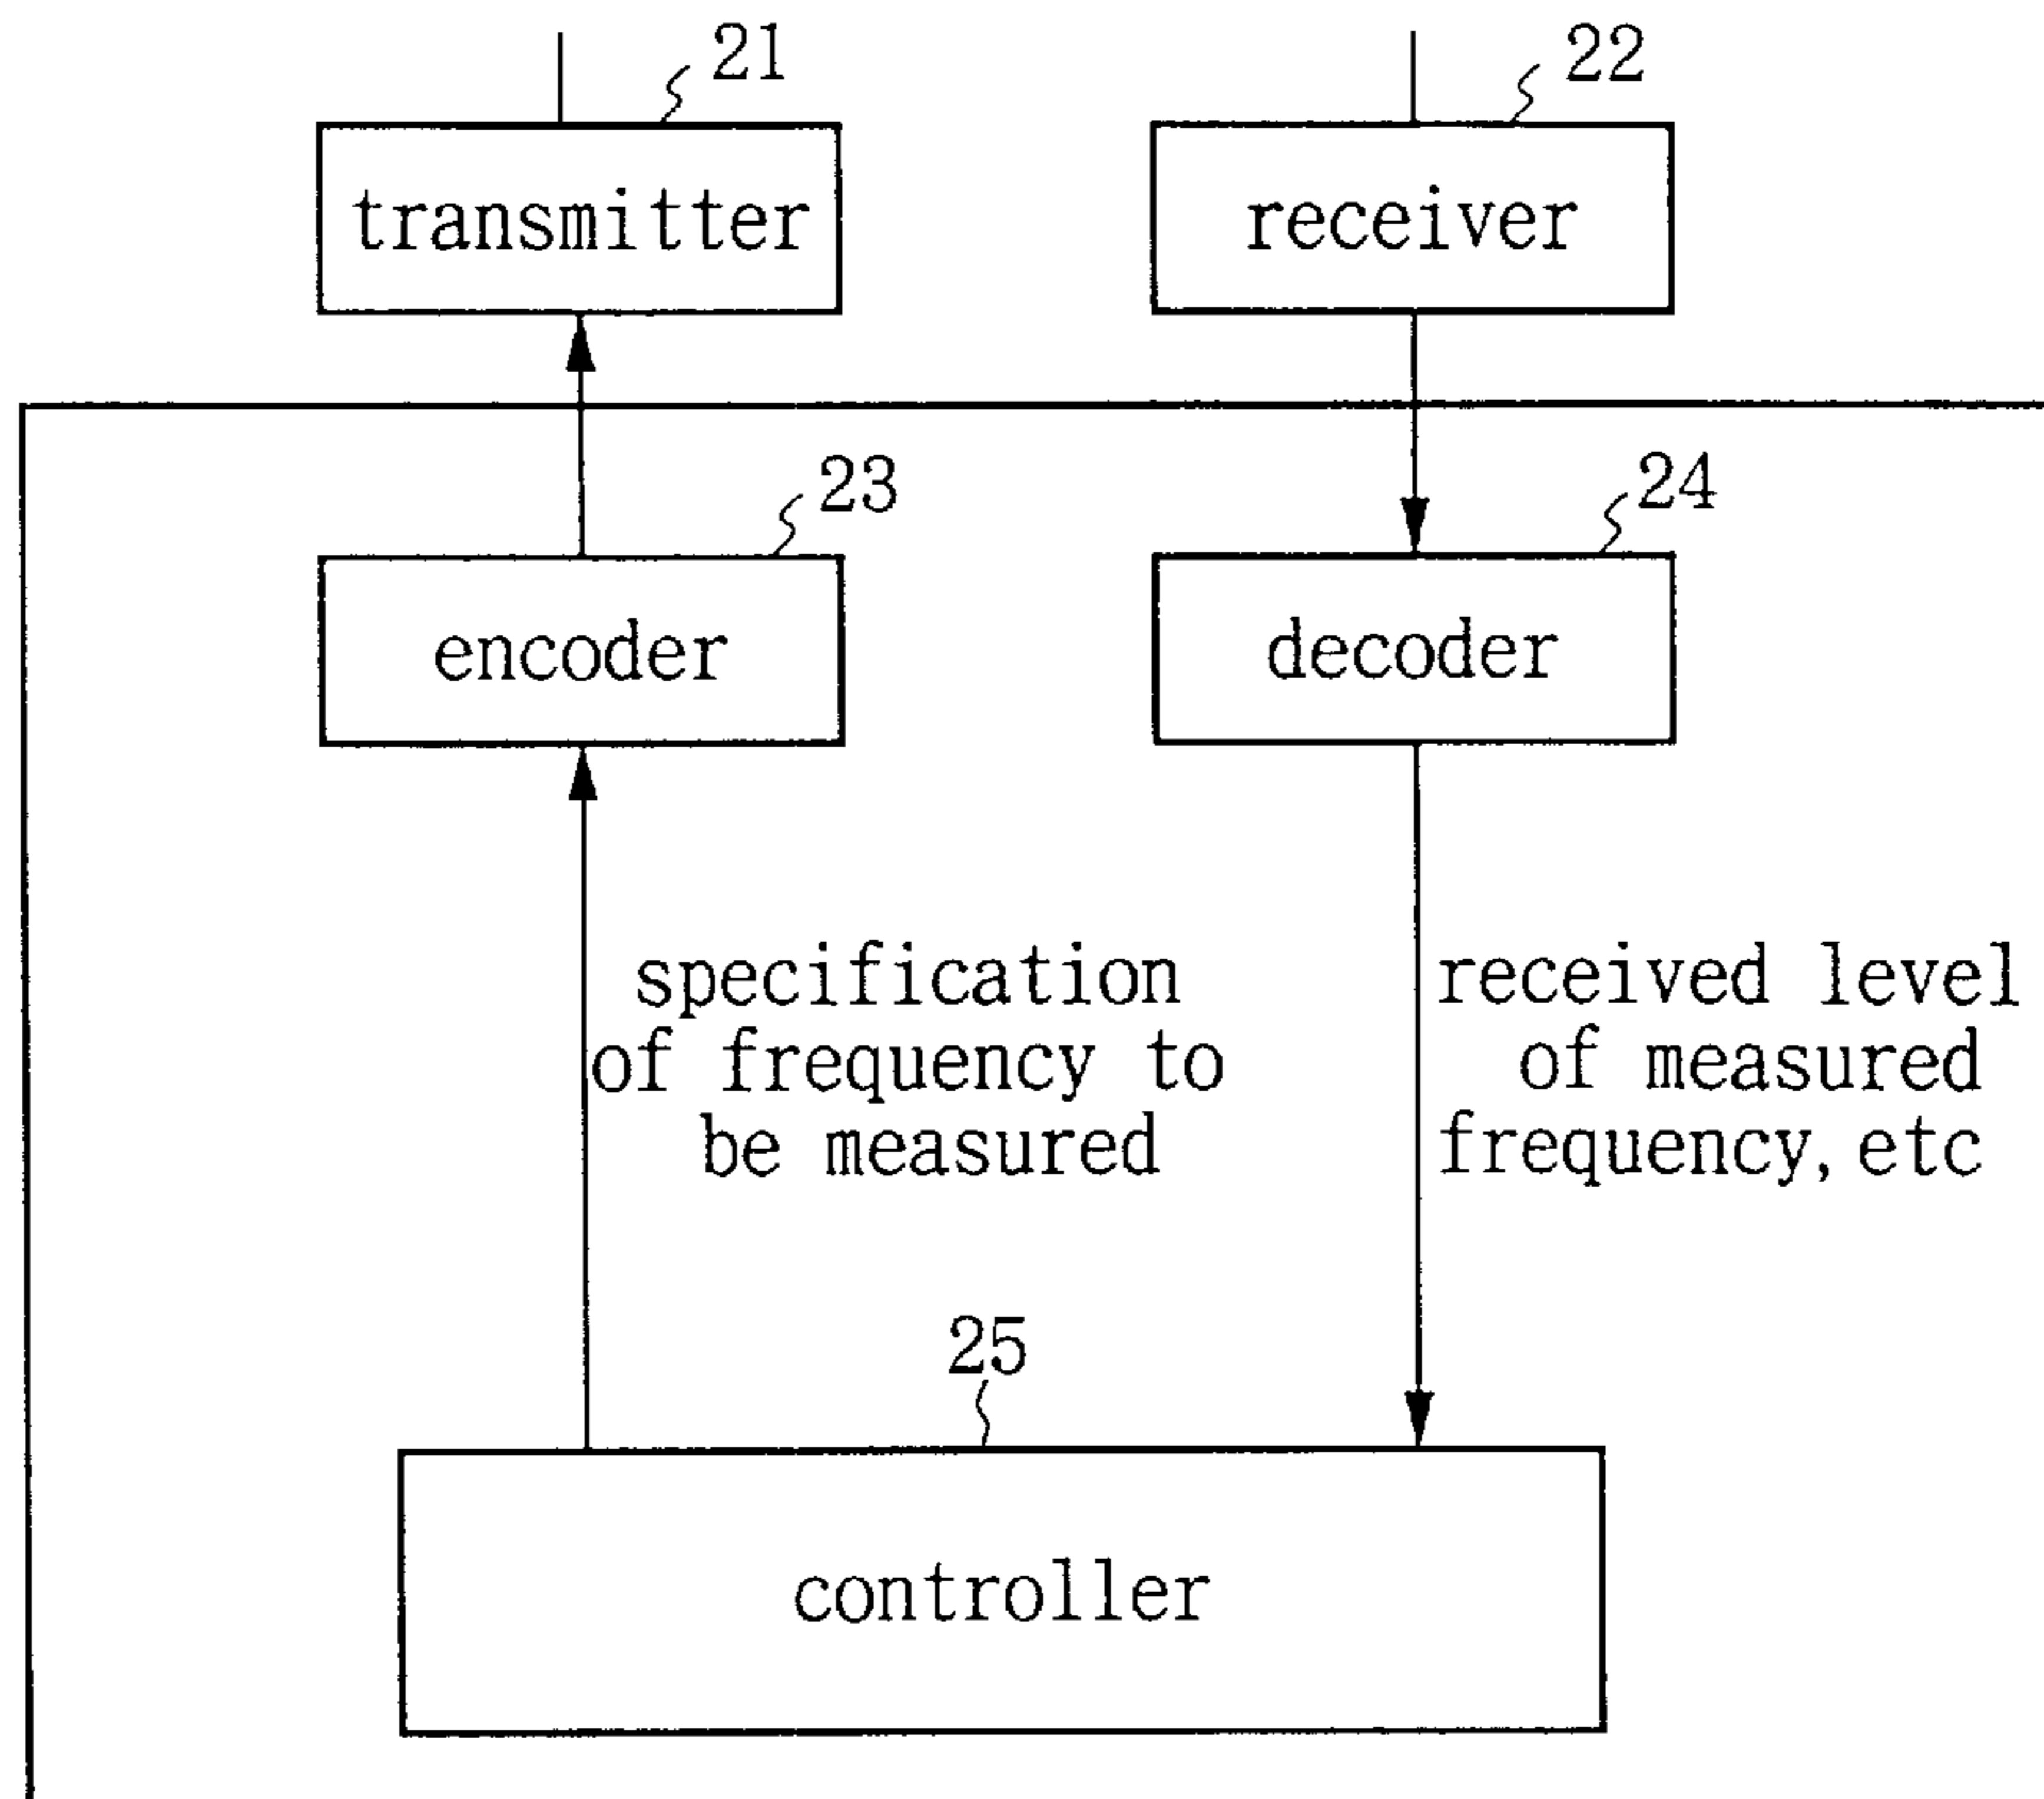 21
22
transmitter
receiver
23
24
encoder
decoder
specification
of frequency to
be measured
received level
of measured
frequency, etc
25
controller